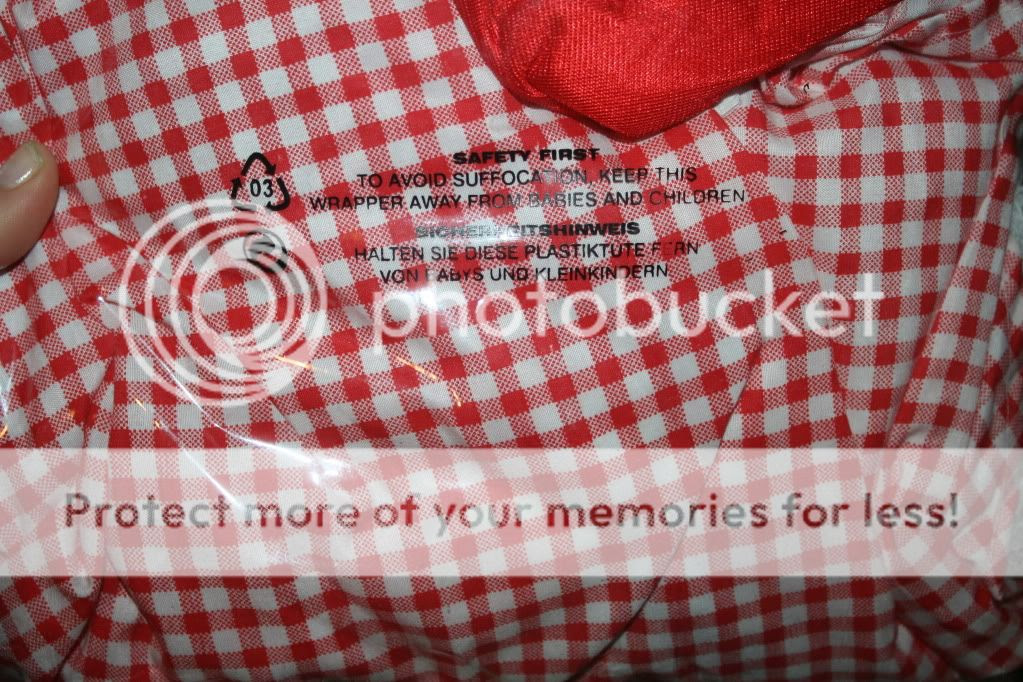 SAFETY FIRST
03
TO AVOID SUFFOCATION, KEEP THIS
WRAPPER AWAY FROM BABIES AND CHILDREN
SICHERHEITSHINWEIS
HALTEN SIE DIESE PLASTIKTUTE FERN
VON BABYS UND KLEINKINDERN
photobucket
Protect more of your memories for less!